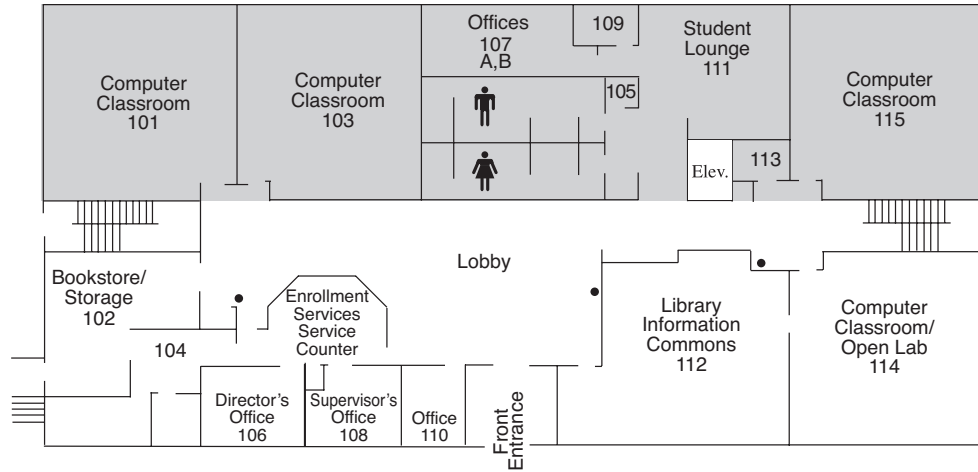 Computer
Classroom
101
Computer
Classroom
103
Offices
107
A,B
109
105
Student
Lounge
111
Elev.
113
Computer
Classroom
115
Lobby
Bookstore/
Storage
102
104
Enrollment
Services
Service
Counter
Director's
Office
106
Supervisor's
Office
108
Office
110
Front
Entrance
Library
Information
Commons
112
Computer
Classroom/
Open Lab
114